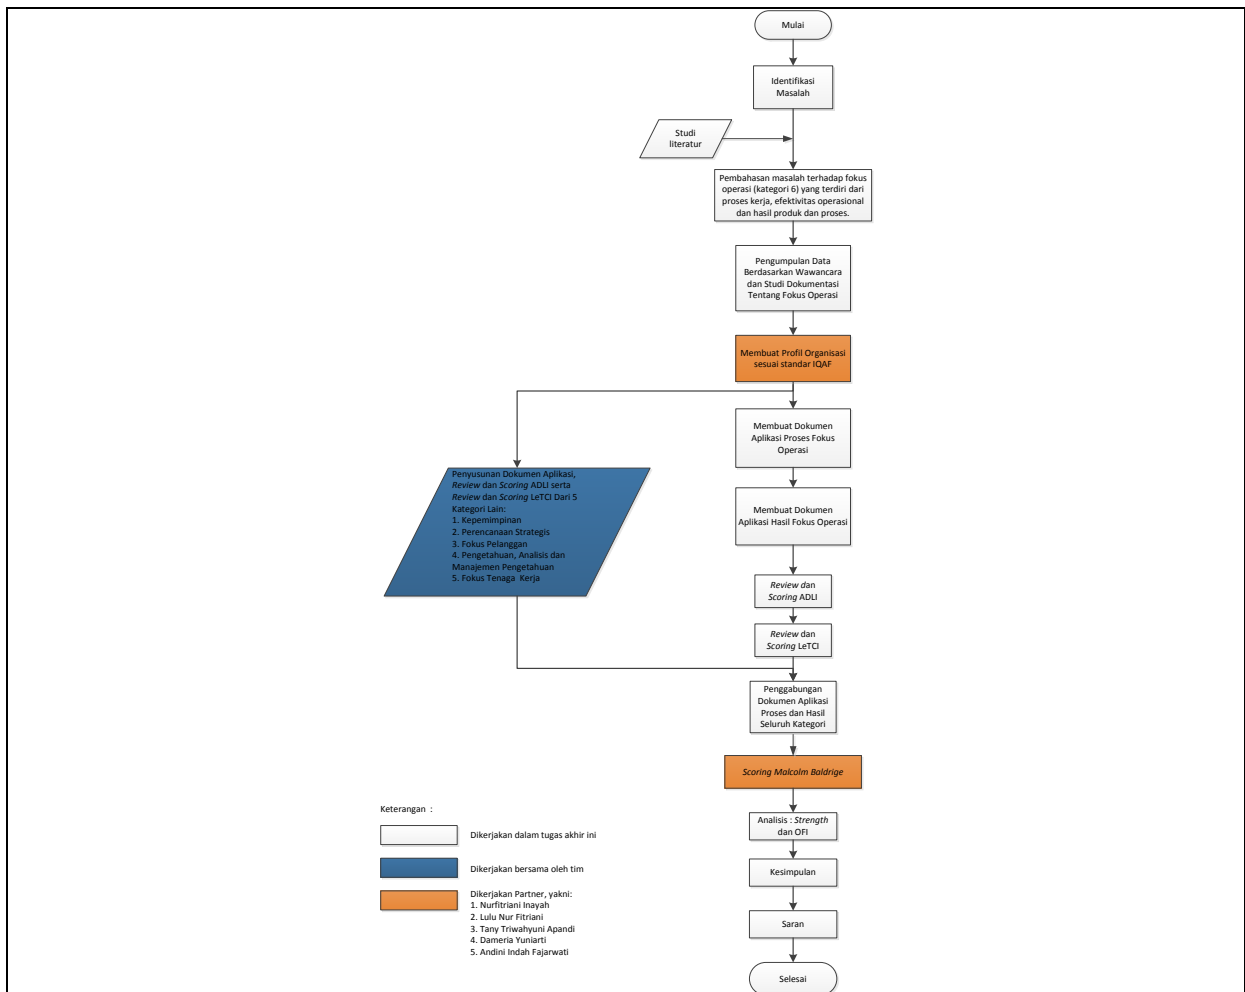 Mulai
Identifikasi
Masalah
Studi
literatur
Pembahasan masalah terhadap fokus
operasi (kategori 6) yang terdiri dari
proses kerja, efektivitas operasional
dan hasil produk dan proses.
Pengumpulan Data
Berdasarkan Wawancara
dan Studi Dokumentasi
Tentang Fokus Operasi
Membuat Profil Organisasi
sesuai standar IQAF
Membuat Dokumen
Aplikasi Proses Fokus
Operasi
Penyusunan Dokumen Aplikasi,
Review dan Scoring ADLI serta
Review dan Scoring LeTCI Dari 5
Kategori Lain:
1. Kepemimpinan
2. Perencanaan Strategis
3. Fokus Pelanggan
4. Pengetahuan, Analisis dan
Manajemen Pengetahuan
5. Fokus Tenaga Kerja
Membuat Dokumen
Aplikasi Hasil Fokus Operasi
Review dan
Scoring ADLI
Review dan
Scoring LeTCI
Penggabungan
Dokumen Aplikasi
Proses dan Hasil
Seluruh Kategori
Scoring Malcolm Baldrige
Analisis : Strength
dan OFI
Kesimpulan
Saran
Selesai
Keterangan :
Dikerjakan dalam tugas akhir ini
Dikerjakan bersama oleh tim
Dikerjakan Partner, yakni:
1. Nurfitriani Inayah
2. Lulu Nur Fitriani
3. Tany Triwahyuni Apandi
4. Dameria Yuniarti
5. Andini Indah Fajarwati